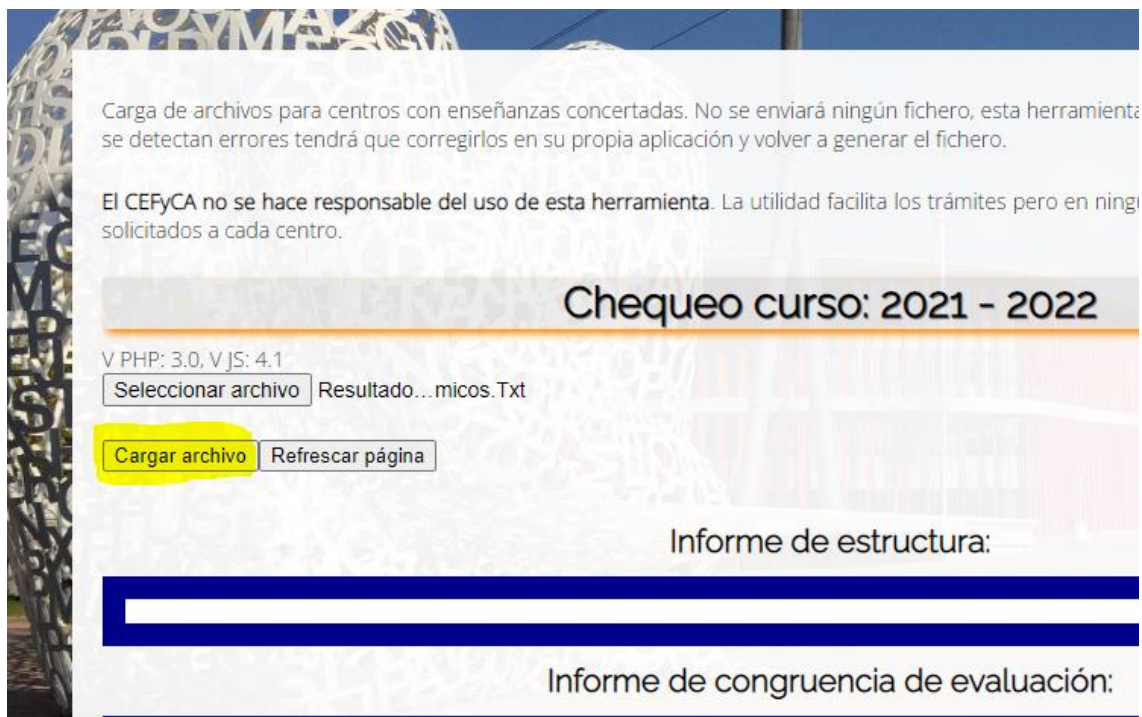 Carga de archivos para centros con enseñanzas concertadas. No se enviará ningún fichero, esta herramienta
se detectan errores tendrá que corregirlos en su propia aplicación y volver a generar el fichero.
El CEFyCA no se hace responsable del uso de esta herramienta. La utilidad facilita los trámites pero en
solicitados a cada centro.
Chequeo curso: 2021 - 2022
V PHP: 3.0, V JS: 4.1
Seleccionar archivo Resultado...micos.Txt
Cargar archivo Refrescar página
Informe de estructura:
Informe de congruencia de evaluación: